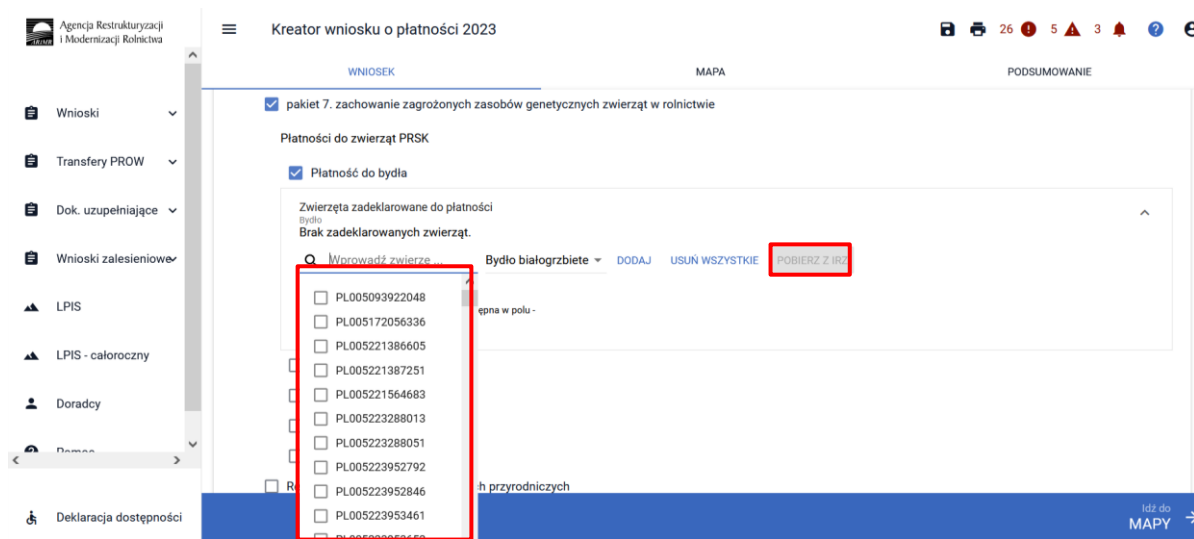 Agencja Restrukturyzacji
i Modernizacji Rolnictwa
ARiMR
Kreator wniosku o płatności 2023
26
5
3
WNIOSEK
MAPA
PODSUMOWANIE
Wnioski
Transfery PROW
Dok. uzupełniające
Wnioski zalesieniowe
LPIS
LPIS - całoroczny
Doradcy
Pomoc
Deklaracja dostępności
pakiet 7. zachowanie zagrożonych zasobów genetycznych zwierząt w rolnictwie
Płatności do zwierząt PRSK
Płatność do bydła
Zwierzęta zadeklarowane do płatności
Bydło
Brak zadeklarowanych zwierząt.
Wprowadź zwierzę ...
Bydło białogrzbiete
DODAJ
USUŃ WSZYSTKIE
POBIERZ Z IRZ
PL005093922048
ępna w polu -
PL005172056336
PL005221386605
PL005221387251
PL005221564683
PL005223288013
PL005223288051
PL005223952792
PL005223952846
h przyrodniczych
PL005223953461
Idź do
MAPY